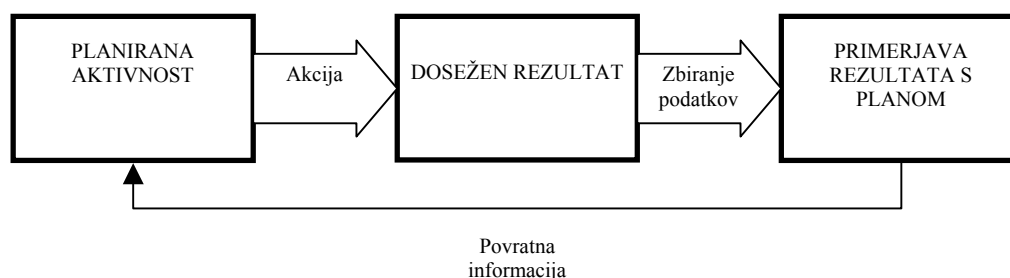 PLANIRANA
AKTIVNOST
Akcija
DOSEŽEN REZULTAT
Zbiranje
podatkov
PRIMERJAVA
REZULTATA S
PLANOM
Povratna
informacija